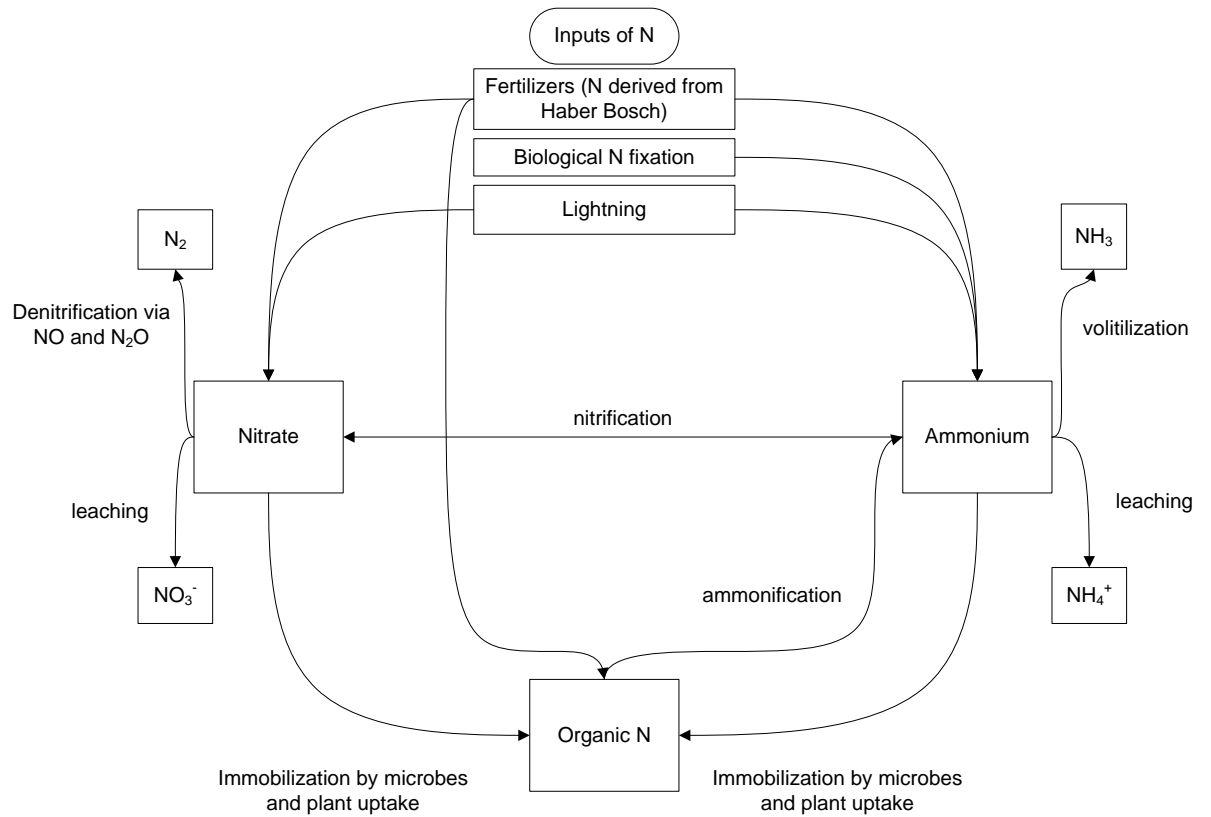 Inputs of N
Fertilizers (N derived from
Haber Bosch)
Biological N fixation
Lightning
N₂
NH₃
Denitrification via
NO and N₂O
volitilization
nitrification
Nitrate
Ammonium
leaching
leaching
NO₃⁻
ammonification
NH₄⁺
Organic N
Immobilization by microbes
and plant uptake
Immobilization by microbes
and plant uptake